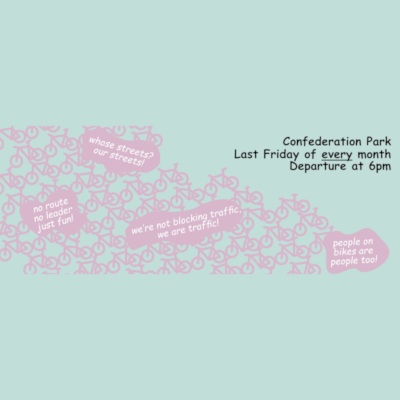 whose streets?
our streets!
Confederation Park
Last Friday of every month
Departure at 6pm
no route
no leader
just fun!
we're not blocking traffic,
we are traffic!
people on
bikes are
people too!